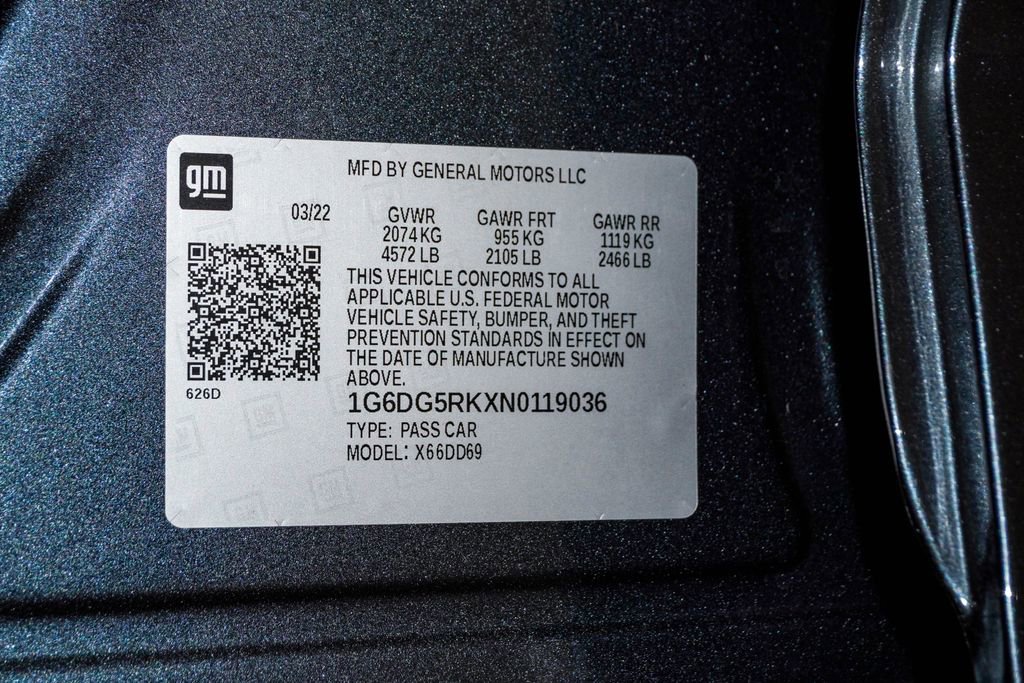 gm
MFD BY GENERAL MOTORS LLC
03/22
GVWR GAWR FRT GAWR RR
2074 KG 955 KG 1119 KG
4572 LB 2105 LB 2466 LB
THIS VEHICLE CONFORMS TO ALL
APPLICABLE U.S. FEDERAL MOTOR
VEHICLE SAFETY, BUMPER, AND THEFT
PREVENTION STANDARDS IN EFFECT ON
THE DATE OF MANUFACTURE SHOWN
ABOVE.
626D
1G6DG5RKXN0119036
TYPE: PASS CAR
MODEL: X66DD69